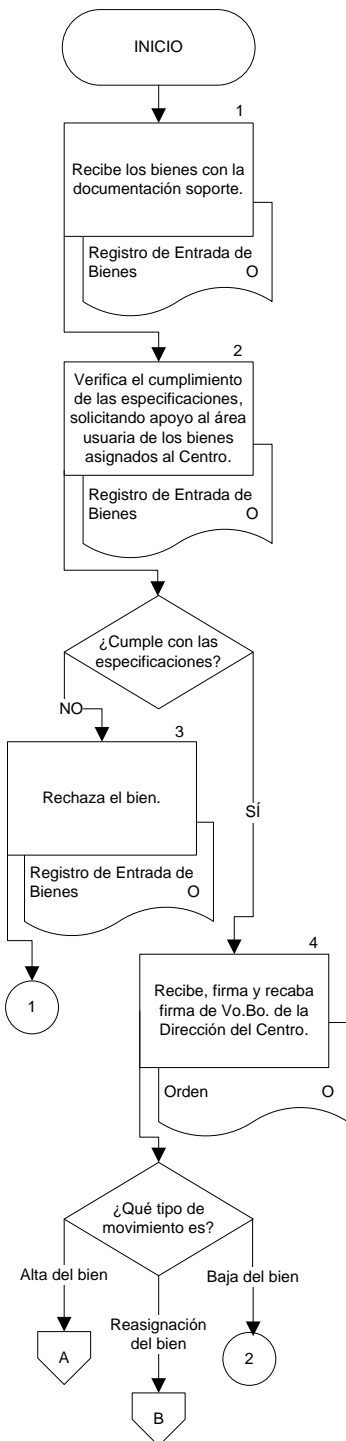 INICIO
1
Recibe los bienes con la
documentación soporte.
Registro de Entrada de
Bienes O
2
Verifica el cumplimiento
de las especificaciones,
solicitando apoyo al área
usuaria de los bienes
asignados al Centro.
Registro de Entrada de
Bienes O
¿Cumple con las
especificaciones?
NO
SÍ
3
Rechaza el bien.
Registro de Entrada de
Bienes O
1
4
Recibe, firma y recaba
firma de Vo.Bo. de la
Dirección del Centro.
Orden O
¿Qué tipo de
movimiento es?
Alta del bien
Baja del bien
Reasignación
del bien
A
2
B